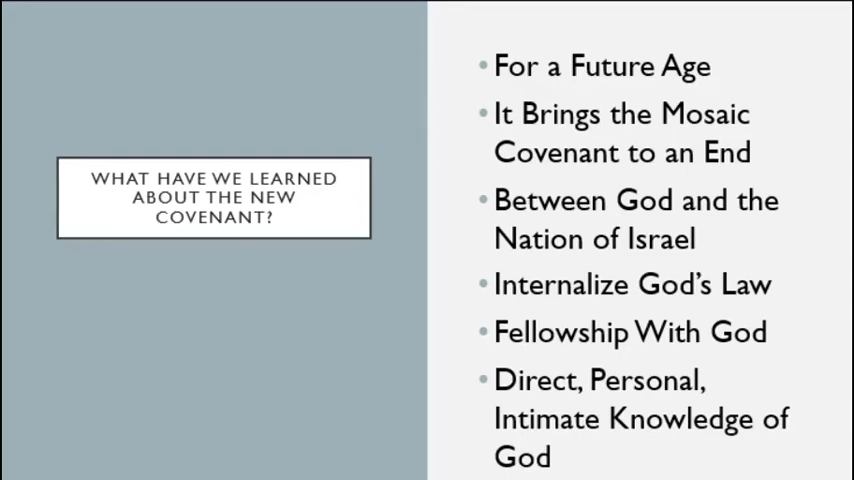 WHAT HAVE WE LEARNED
ABOUT THE NEW
COVENANT?
• For a Future Age
• It Brings the Mosaic
Covenant to an End
• Between God and the
Nation of Israel
• Internalize God’s Law
• Fellowship With God
• Direct, Personal,
Intimate Knowledge of
God